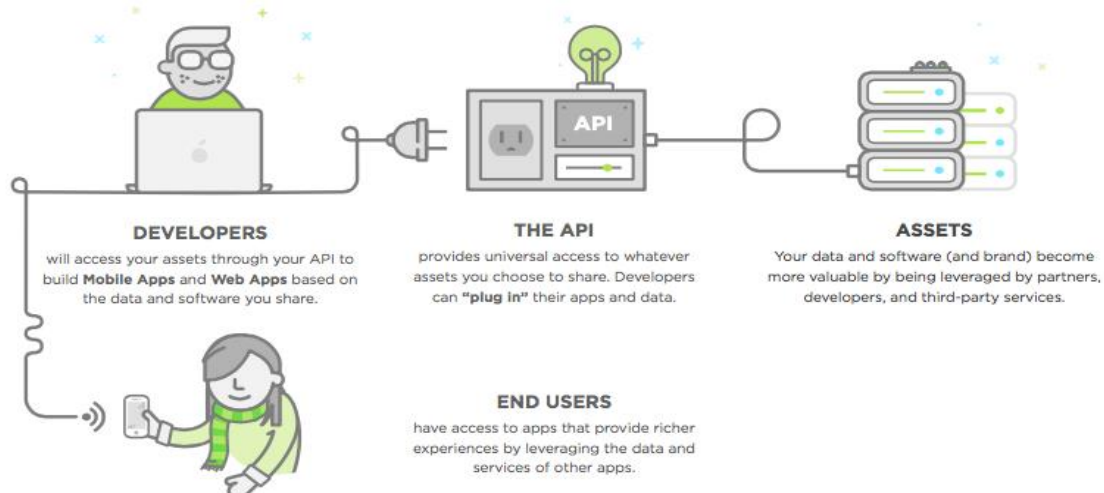 API
DEVELOPERS
will access your assets through your API to
build Mobile Apps and Web Apps based on
the data and software you share.
THE API
provides universal access to whatever
assets you choose to share. Developers
can “plug in” their apps and data.
ASSETS
Your data and software (and brand) become
more valuable by being leveraged by partners,
developers, and third-party services.
END USERS
have access to apps that provide richer
experiences by leveraging the data and
services of other apps.